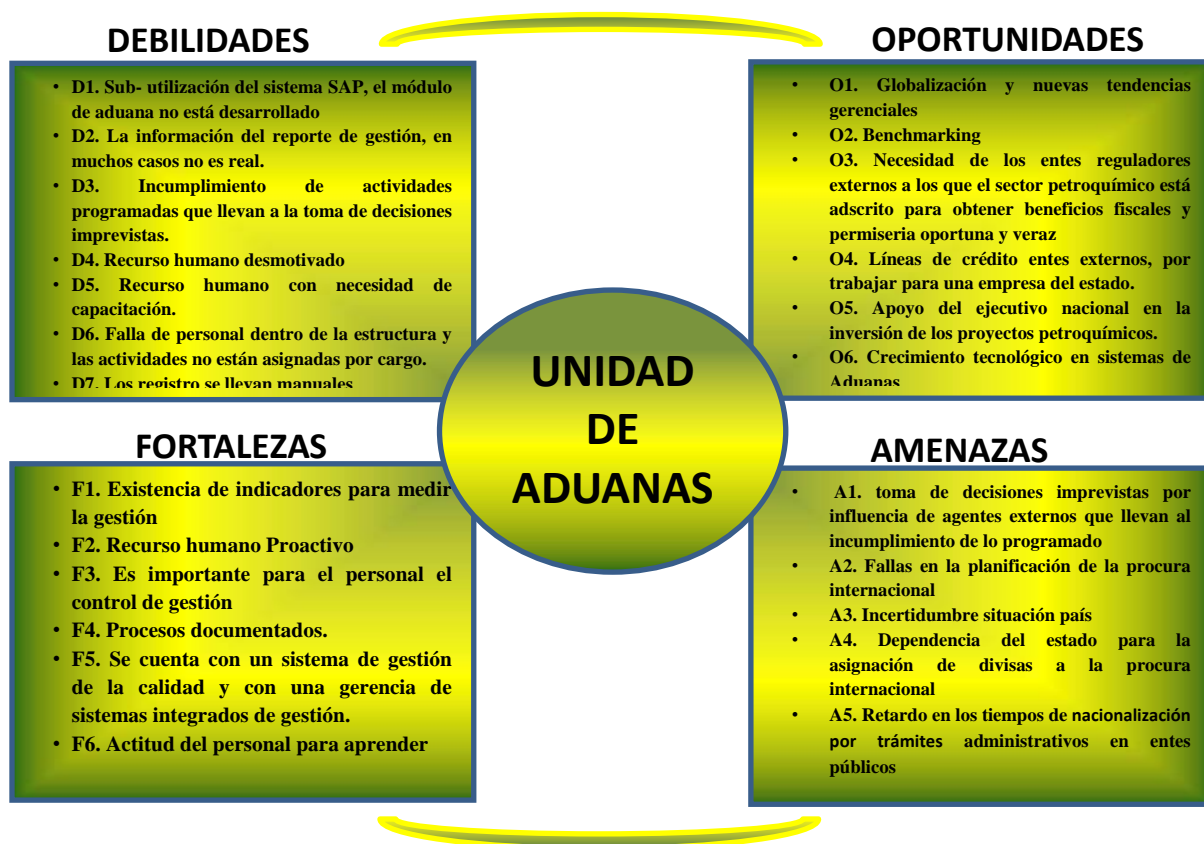 DEBILIDADES
• D1. Sub- utilización del sistema SAP, el módulo
de aduana no está desarrollado
• D2. La información del reporte de gestión, en
muchos casos no es real.
• D3. Incumplimiento de actividades
programadas que llevan a la toma de decisiones
imprevistas.
• D4. Recurso humano desmotivado
• D5. Recurso humano con necesidad de
capacitación.
• D6. Falla de personal dentro de la estructura y
las actividades no están asignadas por cargo.
• D7. Los registro se llevan manuales
OPORTUNIDADES
• O1. Globalización y nuevas tendencias
gerenciales
• O2. Benchmarking
• O3. Necesidad de los entes reguladores
externos a los que el sector petroquímico está
adscrito para obtener beneficios fiscales y
permiseria oportuna y veraz
• O4. Líneas de crédito entes externos, por
trabajar para una empresa del estado.
• O5. Apoyo del ejecutivo nacional en la
inversión de los proyectos petroquímicos.
• O6. Crecimiento tecnológico en sistemas de
Aduanas
UNIDAD
DE
ADUANAS
FORTALEZAS
• F1. Existencia de indicadores para medir
la gestión
• F2. Recurso humano Proactivo
• F3. Es importante para el personal el
control de gestión
• F4. Procesos documentados.
• F5. Se cuenta con un sistema de gestión
de la calidad y con una gerencia de
sistemas integrados de gestión.
• F6. Actitud del personal para aprender
AMENAZAS
• A1. toma de decisiones imprevistas por
influencia de agentes externos que llevan al
incumplimiento de lo programado
• A2. Fallas en la planificación de la procura
internacional
• A3. Incertidumbre situación país
• A4. Dependencia del estado para la
asignación de divisas a la procura
internacional
• A5. Retardo en los tiempos de nacionalización
por trámites administrativos en entes
públicos